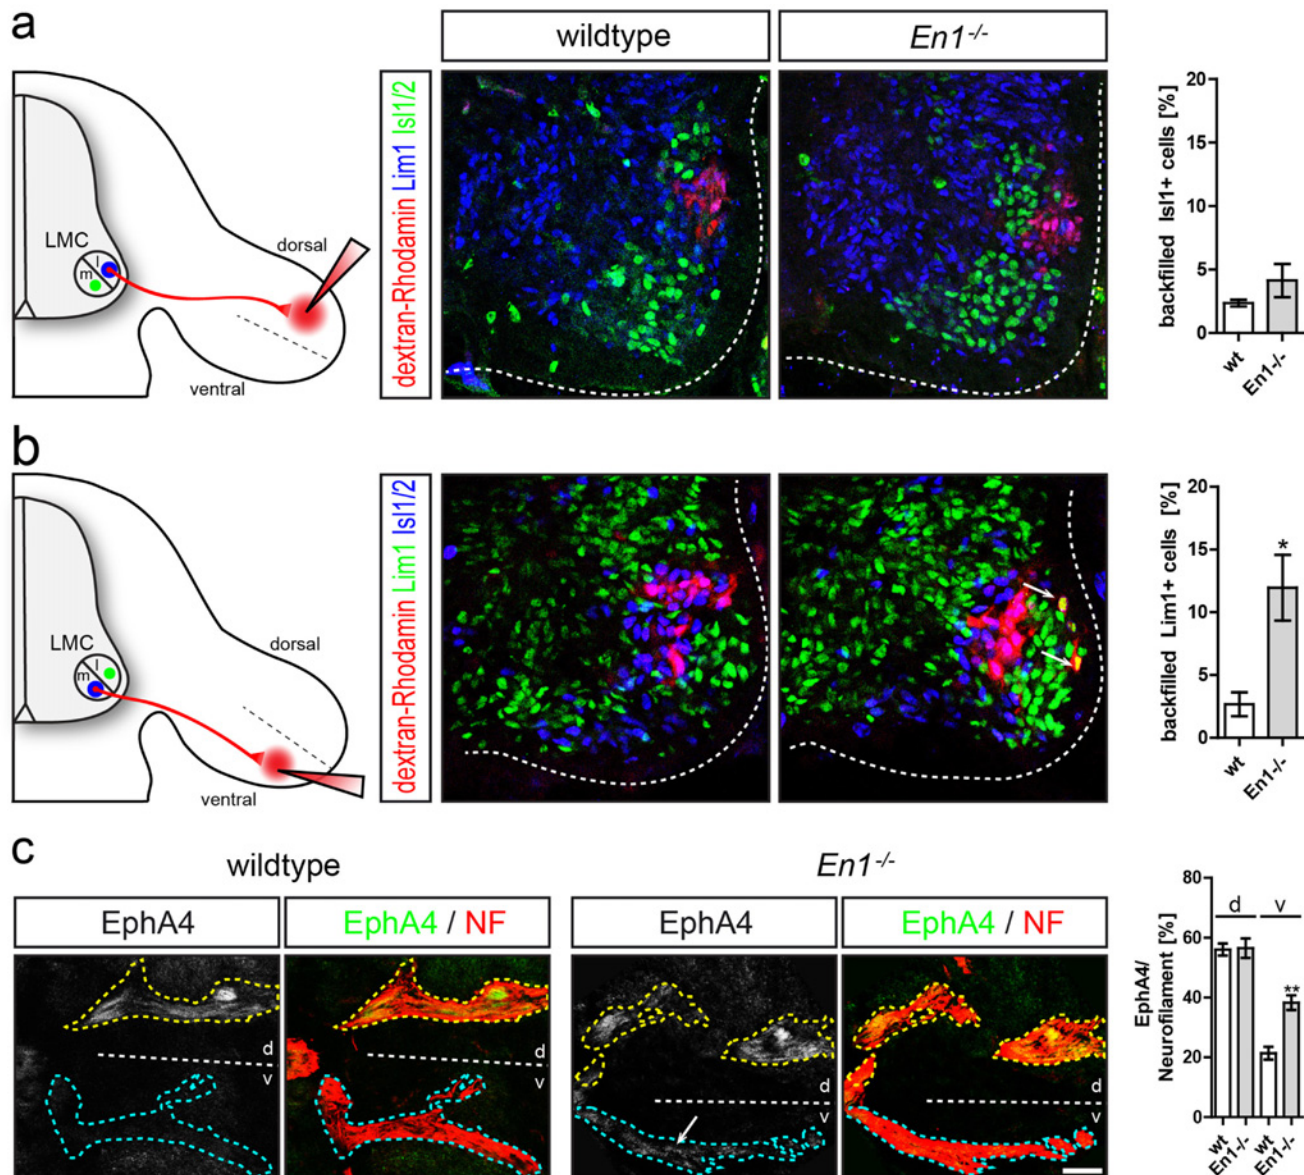 a
wildtype
En1-/-
LMC
l
m
dorsal
ventral
dextran-Rhodamin Lim1 Isl1/2
backfilled Isl1+ cells [%]
20
15
10
5
0
wt
En1-/-
b
LMC
l
m
dorsal
ventral
dextran-Rhodamin Lim1 Isl1/2
backfilled Lim1+ cells [%]
20
15
10
5
0
*
wt
En1-/-
c
wildtype
En1-/-
EphA4
EphA4 / NF
EphA4
EphA4 / NF
d
v
d
v
d
v
d
v
EphA4/
Neurofilament [%]
80
60
40
20
0
d
v
**
wt
En1-/-
wt
En1-/-